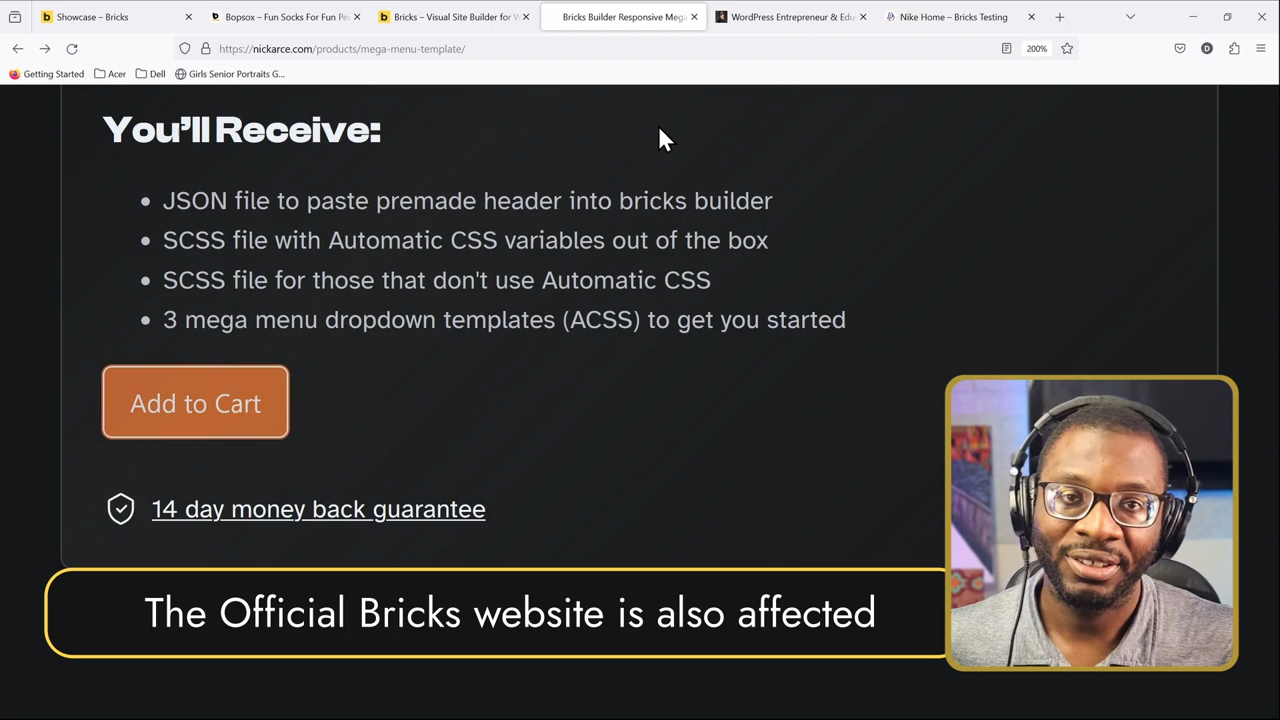 Showcase – Bricks
Bopsox – Fun Socks For Fun Pe
Bricks – Visual Site Builder for W
Bricks Builder Responsive Mega
WordPress Entrepreneur & Edu
Nike Home – Bricks Testing
https://nickarce.com/products/mega-menu-template/
200%
D
Getting Started
Acer
Dell
Girls Senior Portraits G...
You'll Receive:
• JSON file to paste premade header into bricks builder
• SCSS file with Automatic CSS variables out of the box
• SCSS file for those that don't use Automatic CSS
• 3 mega menu dropdown templates (ACSS) to get you started
Add to Cart
14 day money back guarantee
The Official Bricks website is also affected